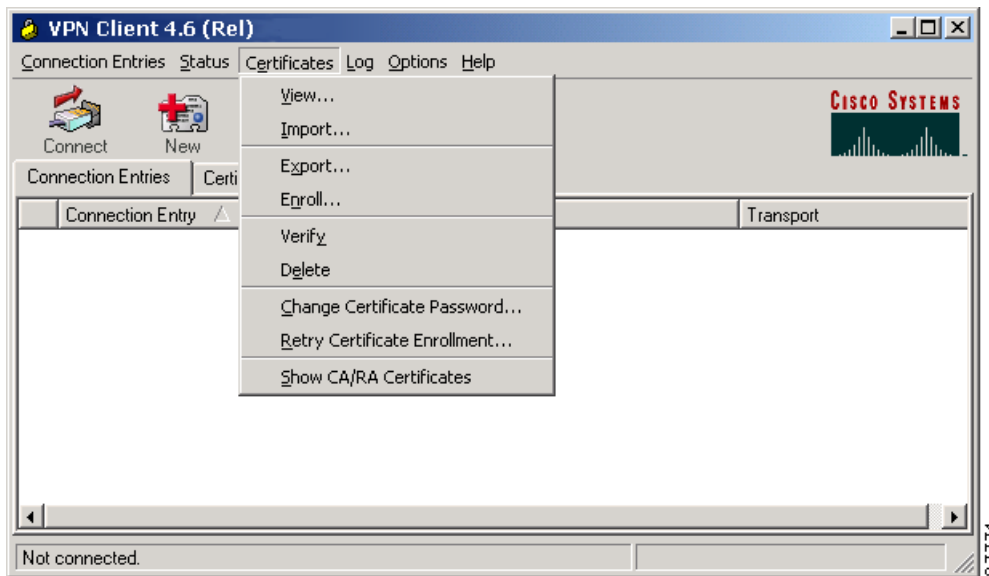 VPN Client 4.6 (Rel)
Connection Entries Status Certificates Log Options Help
Connect New
CISCO SYSTEMS
View...
Import...
Export...
Enroll...
Verify
Delete
Change Certificate Password...
Retry Certificate Enrollment...
Show CA/RA Certificates
Connection Entries Certi
Connection Entry Transport
Not connected.